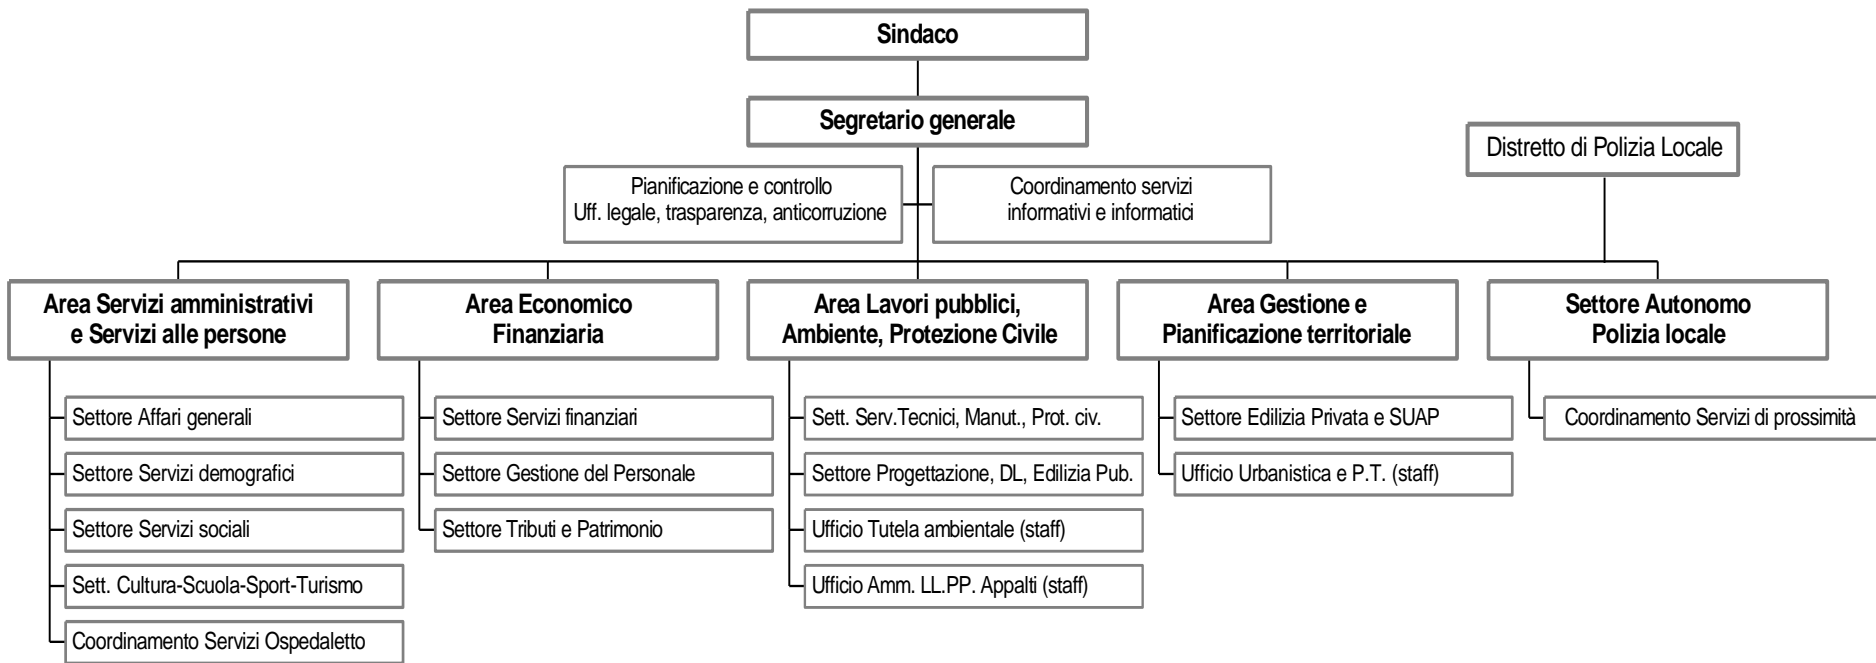 Sindaco
Segretario generale
Distretto di Polizia Locale
Pianificazione e controllo
Uff. legale, trasparenza, anticorruzione
Coordinamento servizi
informativi e informatici
Area Servizi amministrativi
e Servizi alle persone
Area Economico
Finanziaria
Area Lavori pubblici,
Ambiente, Protezione Civile
Area Gestione e
Pianificazione territoriale
Settore Autonomo
Polizia locale
Settore Affari generali
Settore Servizi demografici
Settore Servizi sociali
Sett. Cultura-Scuola-Sport-Turismo
Coordinamento Servizi Ospedaletto
Settore Servizi finanziari
Settore Gestione del Personale
Settore Tributi e Patrimonio
Sett. Serv.Tecnici, Manut., Prot. civ.
Settore Progettazione, DL, Edilizia Pub.
Ufficio Tutela ambientale (staff)
Ufficio Amm. LL.PP. Appalti (staff)
Settore Edilizia Privata e SUAP
Ufficio Urbanistica e P.T. (staff)
Coordinamento Servizi di prossimità